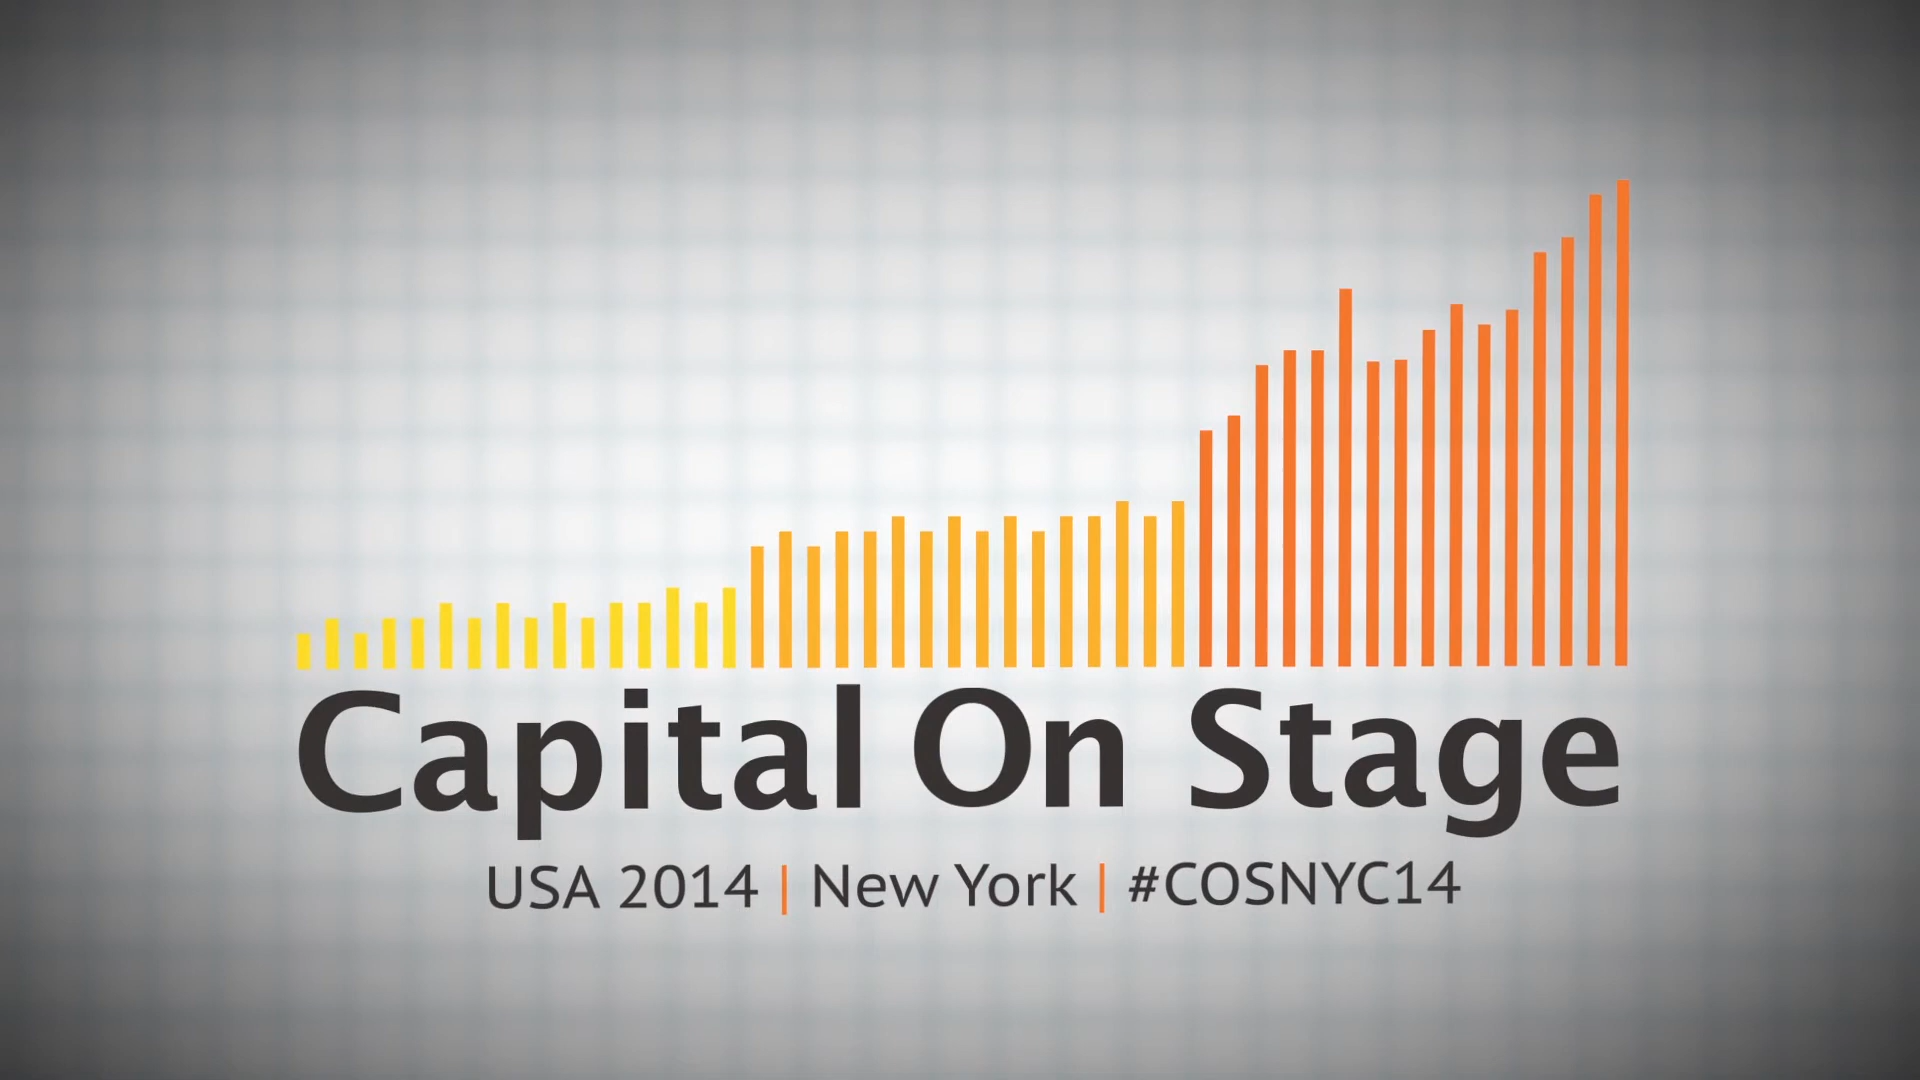 Capital On Stage
USA 2014 | New York | #COSNYC14